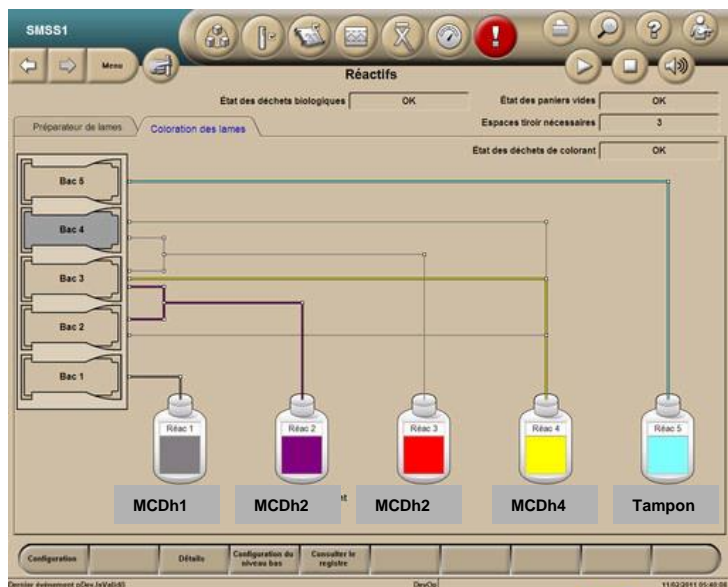 SMSS1
Menu
Réactifs
État des déchets biologiques OK
État des paniers vides OK
Espaces tiroir nécessaires 3
Préparateur de lames
Coloration des lames
État des déchets de colorant OK
Bac 5
Bac 4
Bac 3
Bac 2
Bac 1
Réac 1
Réac 2
Réac 3
Réac 4
Réac 5
MCDh1
MCDh2
MCDh2
MCDh4
Tampon
Configuration
Détails
Configuration du
niveau bas
Consulter le
registre
DevOp